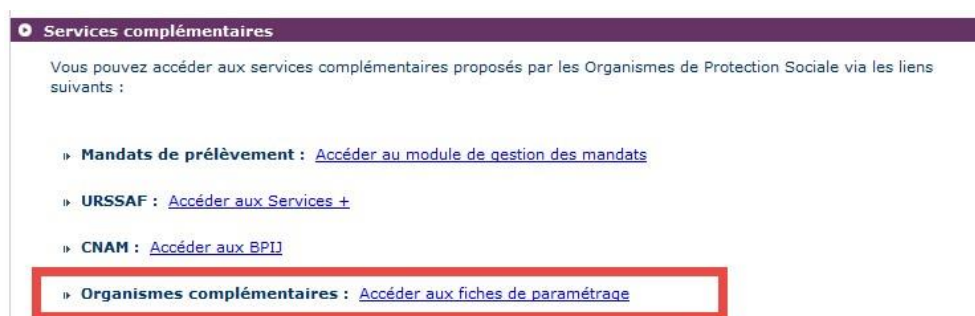 Services complémentaires
Vous pouvez accéder aux services complémentaires proposés par les Organismes de Protection Sociale via les liens
suivants :
Mandats de prélèvement : Accéder au module de gestion des mandats
URSSAF : Accéder aux Services +
CNAM : Accéder aux BPIJ
Organismes complémentaires : Accéder aux fiches de paramétrage